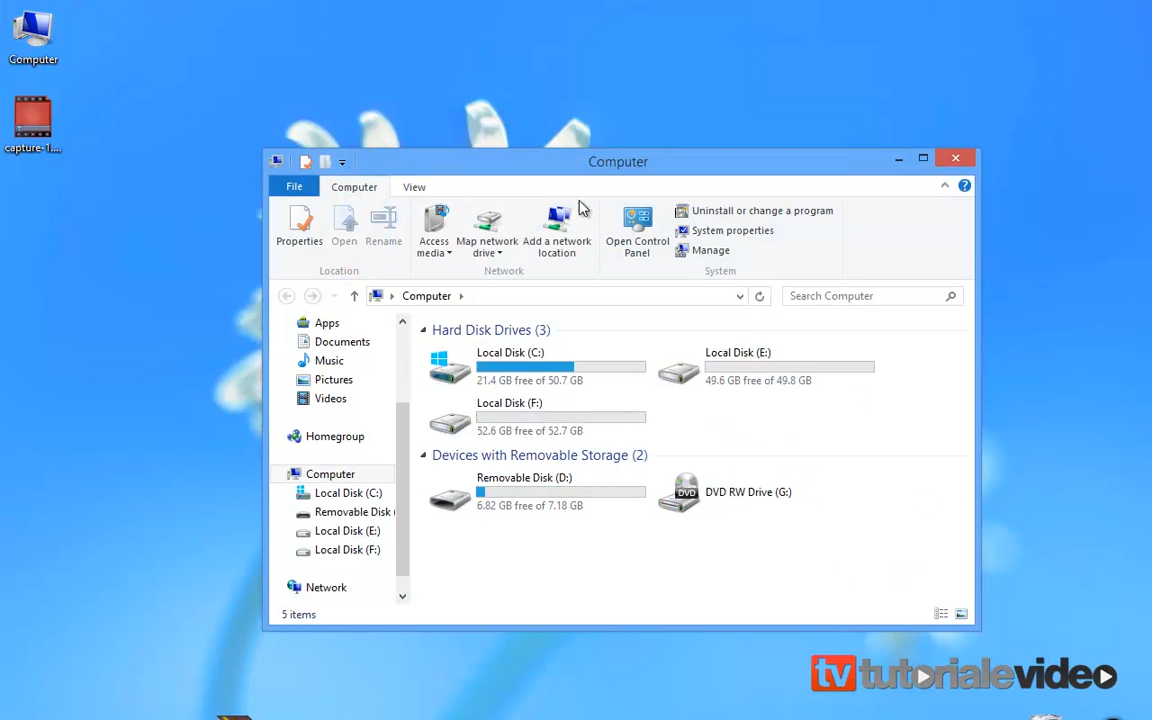 Computer
capture-1....
Computer
File
Computer
View
Properties
Open
Rename
Access media
Map network drive
Add a network location
Open Control Panel
Uninstall or change a program
System properties
Manage
Location
Network
System
Computer
Search Computer
Apps
Documents
Music
Pictures
Videos
Homegroup
Computer
Local Disk (C:)
Removable Disk (
Local Disk (E:)
Local Disk (F:)
Network
Hard Disk Drives (3)
Local Disk (C:)
21.4 GB free of 50.7 GB
Local Disk (E:)
49.6 GB free of 49.8 GB
Local Disk (F:)
52.6 GB free of 52.7 GB
Devices with Removable Storage (2)
Removable Disk (D:)
6.82 GB free of 7.18 GB
DVD
DVD RW Drive (G:)
5 items
tv tutorialevideo